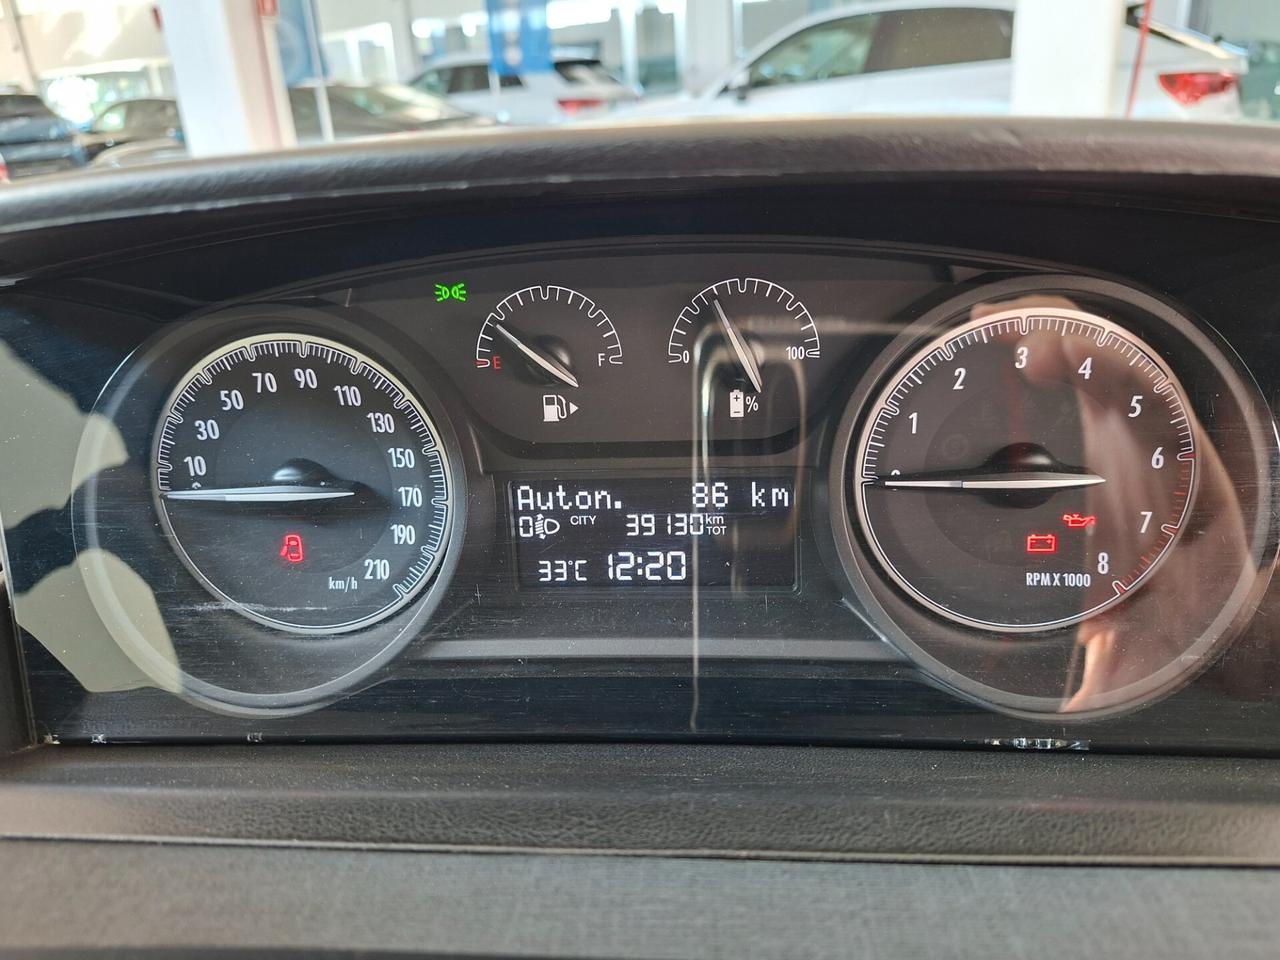 E F
0 100
%
10 30 50 70 90 110 130 150 170 190 210
km/h
Auton. 86 km
0 CITY 39130 km TOT
33°C 12:20
1 2 3 4 5 6 7 8
RPM X 1000